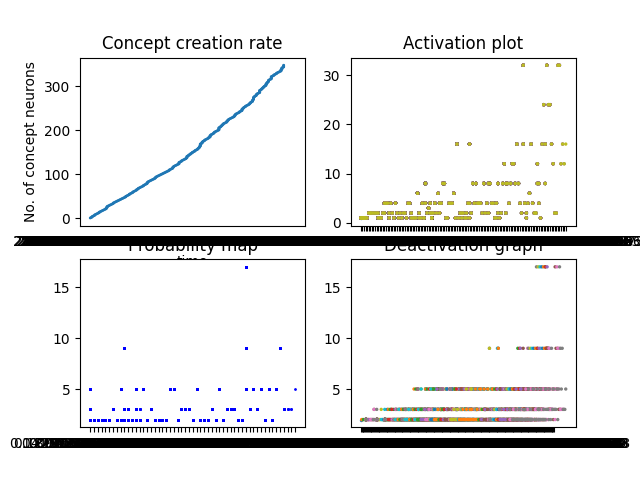 Concept creation rate
Activation plot
No. of concept neurons
300
200
100
0
30
20
10
0
time
Probability map
Deactivation graph
15
10
5
15
10
5